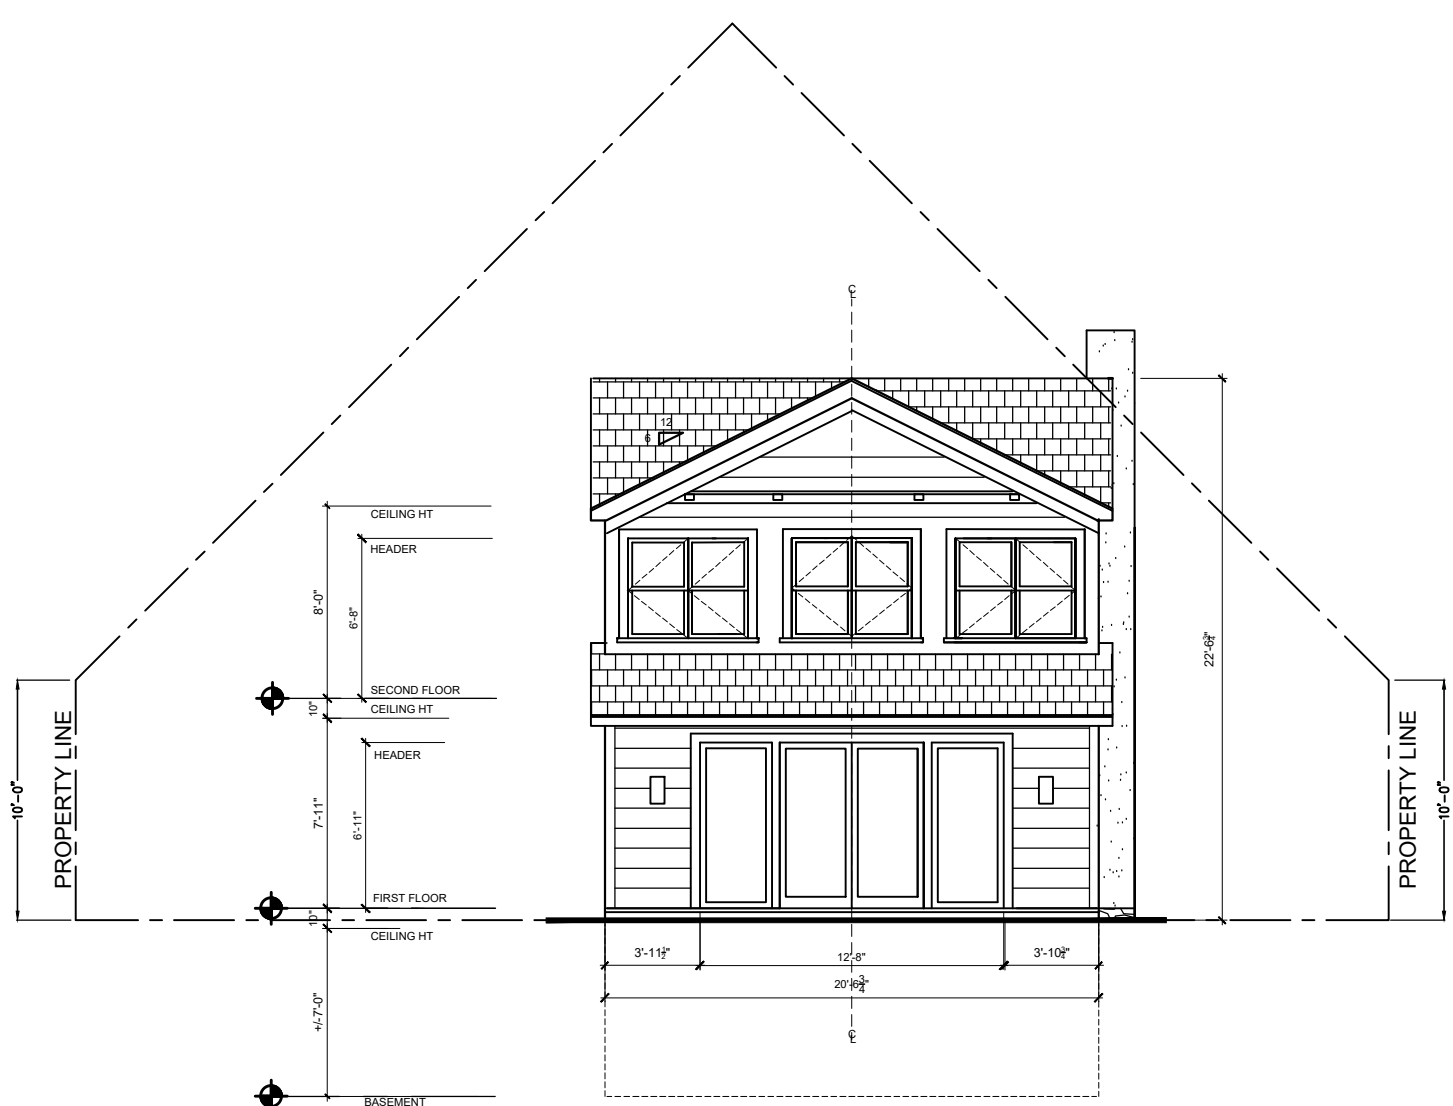 ℄
12
6
CEILING HT
HEADER
8'-0"
6'-8"
22'-6¾"
SECOND FLOOR
10"
CEILING HT
HEADER
PROPERTY LINE
10'-0"
7'-11"
6'-11"
PROPERTY LINE
10'-0"
FIRST FLOOR
10"
CEILING HT
3'-11½"
12'-8"
3'-10¾"
20'-6¾"
+/-7'-0"
℄
BASEMENT